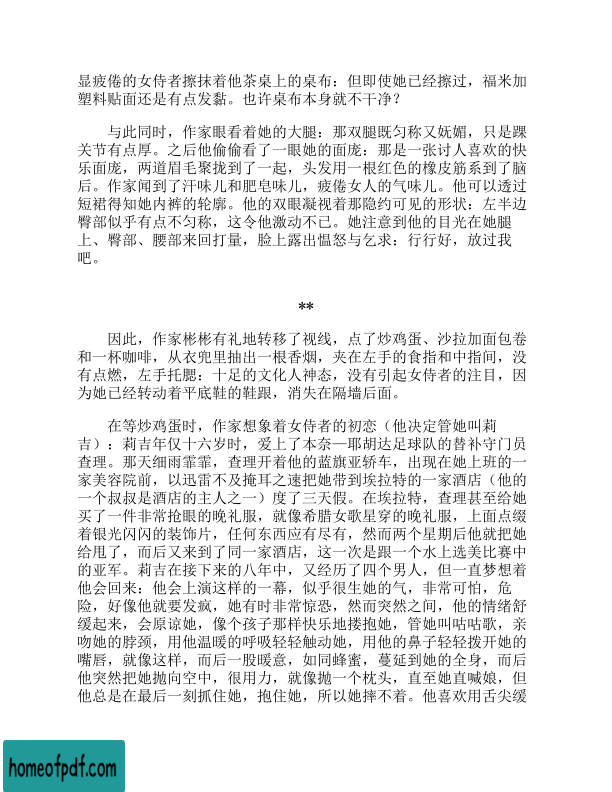 显疲倦的女侍者擦抹着他茶桌上的桌布：但即使她已经擦过，福米加
塑料贴面还是有点发黏。也许桌布本身就不干净？
与此同时，作家眼看着她的大腿：那双腿既匀称又妩媚，只是踝
关节有点厚。之后他偷偷看了一眼她的面庞：那是一张讨人喜欢的快
乐面庞，两道眉毛聚拢到了一起，头发用一根红色的橡皮筋系到了脑
后。作家闻到了汗味儿和肥皂味儿，疲倦女人的气味儿。他可以透过
短裙得知她内裤的轮廓。他的双眼凝视着那隐约可见的形状：左半边
臀部似乎有点不匀称，这令他激动不已。她注意到他的目光在她腿
上、臀部、腰部来回打量，脸上露出愠怒与乞求：行行好，放过我
吧。
**
因此，作家彬彬有礼地转移了视线，点了炒鸡蛋、沙拉加面包卷
和一杯咖啡，从衣兜里抽出一根香烟，夹在左手的食指和中指间，没
有点燃，左手托腮：十足的文化人神态，没有引起女侍者的注目，因
为她已经转动着平底鞋的鞋跟，消失在隔墙后面。
在等炒鸡蛋时，作家想象着女侍者的初恋（他决定管她叫莉
吉）：莉吉年仅十六岁时，爱上了本奈—耶胡达足球队的替补守门员
查理。那天细雨霏霏，查理开着他的蓝旗亚轿车，出现在她上班的一
家美容院前，以迅雷不及掩耳之速把她带到埃拉特的一家酒店（他的
一个叔叔是酒店的主人之一）度了三天假。在埃拉特，查理甚至给她
买了一件非常抢眼的晚礼服，就像希腊女歌星穿的晚礼服，上面点缀
着银光闪闪的装饰片，任何东西应有尽有，然而两个星期后他就把她
给甩了，而后又来到了同一家酒店，这一次是跟一个水上选美比赛中
的亚军。莉吉在接下来的八年中，又经历了四个男人，但一直梦想着
他会回来：他会上演这样的一幕，似乎很生她的气，非常可怕，危
险，好像他就要发疯，她有时非常惊恐，然而突然之间，他的情绪舒
缓起来，会原谅她，像个孩子那样快乐地搂抱她，管她叫咕咕歌，亲
吻她的脖颈，用他温暖的呼吸轻轻触动她，用他的鼻子轻轻拨开她的
嘴唇，就像这样，而后一股暖意，如同蜂蜜，蔓延到她的全身，而后
他突然把她抛向空中，很用力，就像抛一个枕头，直至她直喊娘，但
他总是在最后一刻抓住她，抱住她，所以她摔不着。他喜欢用舌尖缓
homeofpdf.com